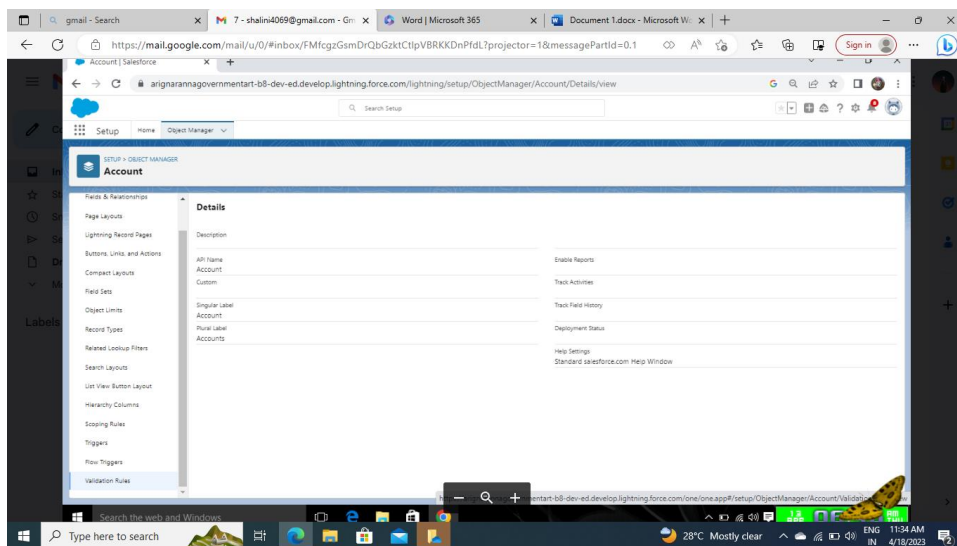 gmail - Search
7 - shalini4069@gmail.com - Gm
Word | Microsoft 365
Document 1.docx - Microsoft Wo
https://mail.google.com/mail/u/0/#inbox/FMfcgzGsmDrQbGzktCtlpVBRKKDnPfdL?projector=1&messagePartId=0.1
Sign in
Account | Salesforce
arignarannagovernmentart-b8-dev-ed.develop.lightning.force.com/lightning/setup/ObjectManager/Account/Details/view
Search Setup
Setup
Home
Object Manager
SETUP > OBJECT MANAGER
Account
Fields & Relationships
Page Layouts
Lightning Record Pages
Buttons, Links, and Actions
Compact Layouts
Field Sets
Object Limits
Record Types
Related Lookup Filters
Search Layouts
List View Button Layout
Hierarchy Columns
Scoping Rules
Triggers
Flow Triggers
Validation Rules
Details
Description
API Name
Account
Custom
Singular Label
Account
Plural Label
Accounts
Enable Reports
Track Activities
Track Field History
Deployment Status
Help Settings
Standard salesforce.com Help Window
Labels
Search the web and Windows
Type here to search
28°C Mostly clear
ENG
IN
11:34 AM
4/18/2023